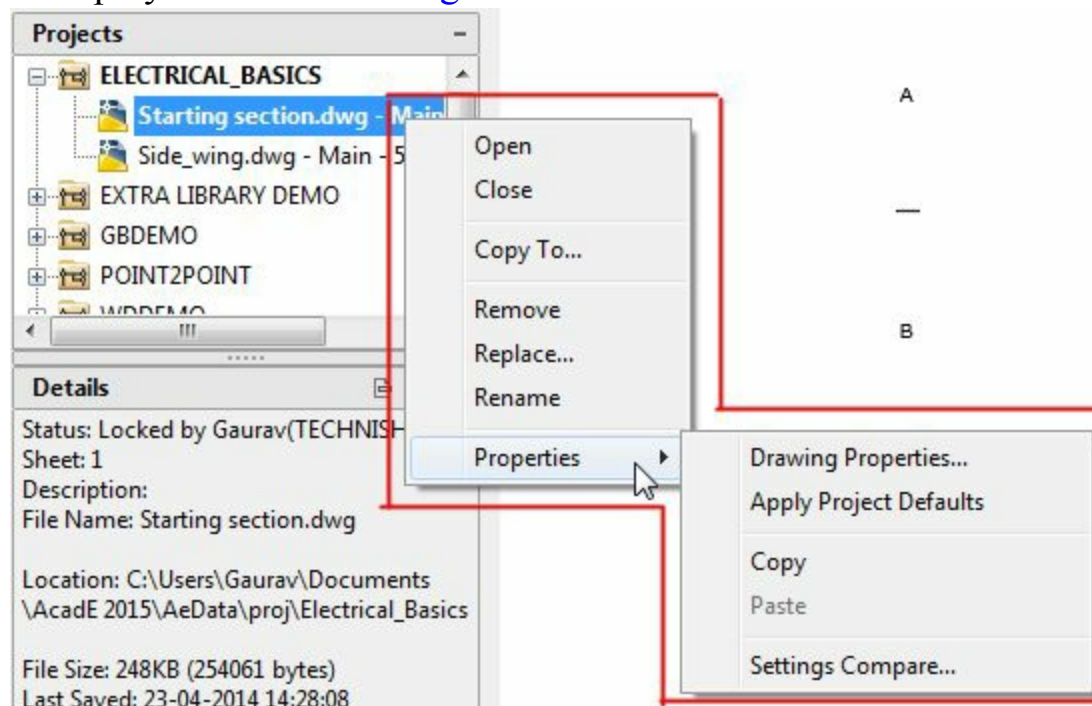 Projects
ELECTRICAL_BASICS
Starting section.dwg - Main
Side_wing.dwg - Main - 5
EXTRA LIBRARY DEMO
GBDEMO
POINT2POINT
Open
Close
Copy To...
Remove
Replace...
Rename
Properties
Drawing Properties...
Apply Project Defaults
Copy
Paste
Settings Compare...
A
B
Details
Status: Locked by Gaurav(TECHNISH
Sheet: 1
Description:
File Name: Starting section.dwg
Location: C:\Users\Gaurav\Documents
\AcadE 2015\AeData\proj\Electrical_Basics
File Size: 248KB (254061 bytes)
Last Saved: 23-04-2014 14:28:08